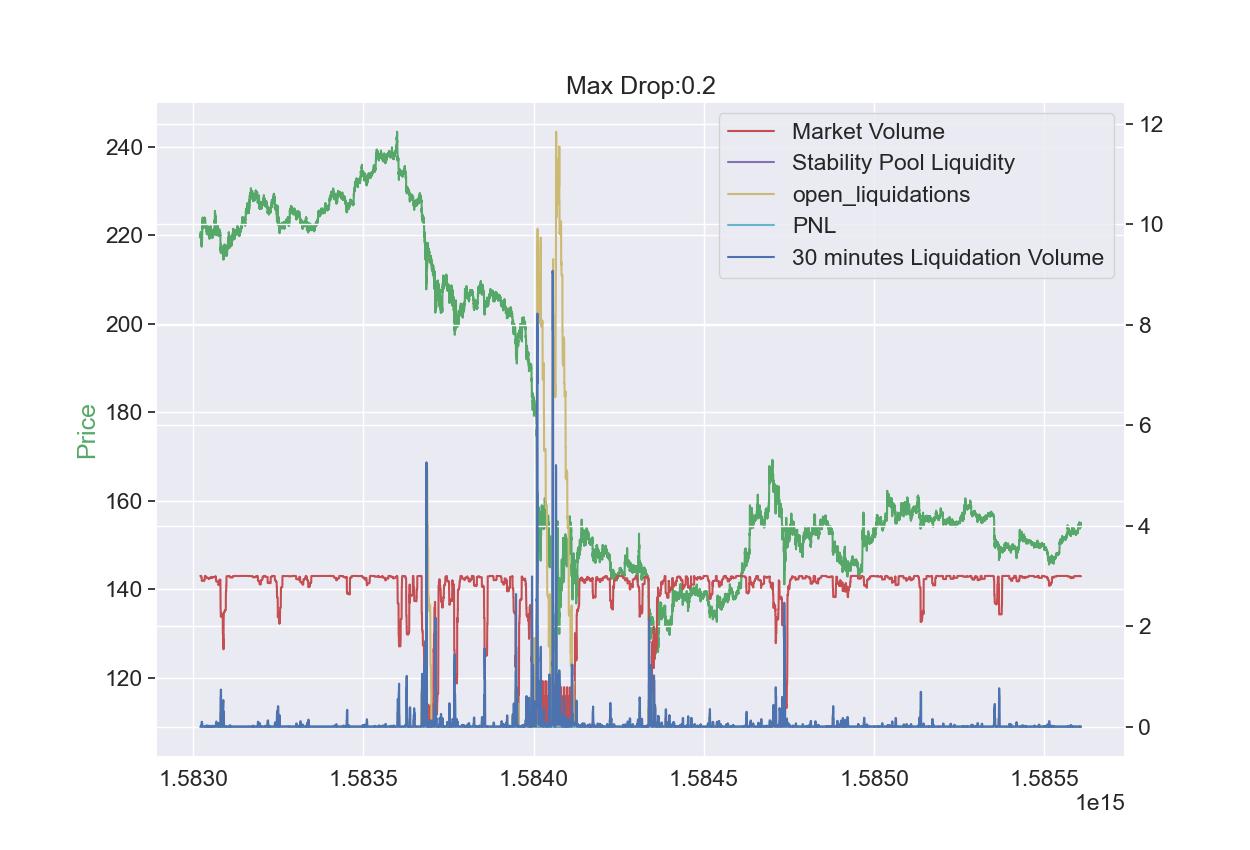 Max Drop:0.2
Market Volume
Stability Pool Liquidity
open_liquidations
PNL
30 minutes Liquidation Volume
Price
240
220
200
180
160
140
120
12
10
8
6
4
2
0
1.5830 1.5835 1.5840 1.5845 1.5850 1.5855
1e15